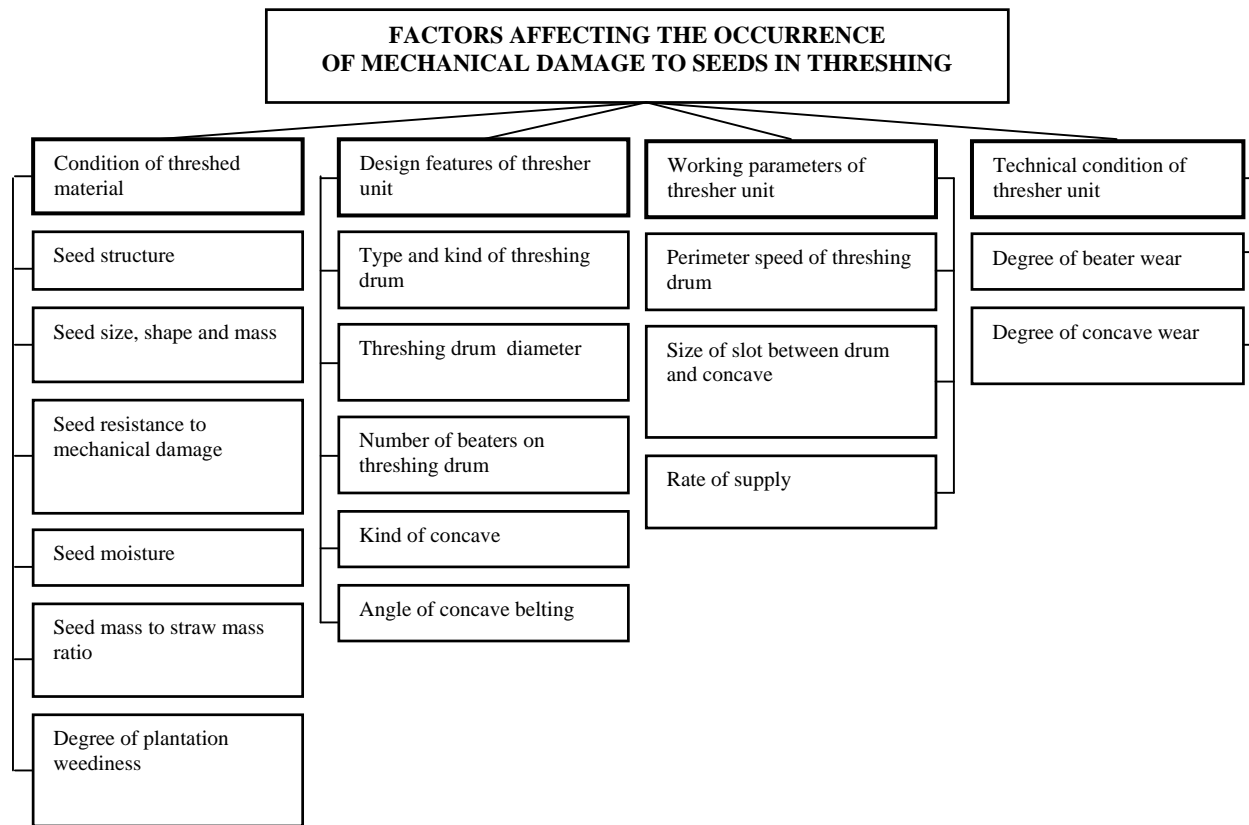 FACTORS AFFECTING THE OCCURRENCE
OF MECHANICAL DAMAGE TO SEEDS IN THRESHING
Condition of threshed
material
Seed structure
Seed size, shape and mass
Seed resistance to
mechanical damage
Seed moisture
Seed mass to straw mass
ratio
Degree of plantation
weediness
Design features of thresher
unit
Type and kind of threshing
drum
Threshing drum diameter
Number of beaters on
threshing drum
Kind of concave
Angle of concave belting
Working parameters of
thresher unit
Perimeter speed of threshing
drum
Size of slot between drum
and concave
Rate of supply
Technical condition of
thresher unit
Degree of beater wear
Degree of concave wear